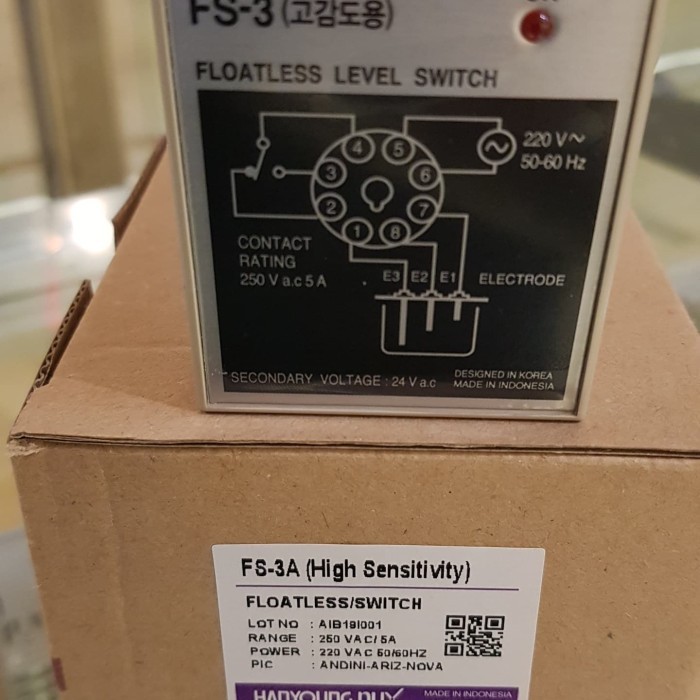 FS-3 (고감도용)
FLOATLESS LEVEL SWITCH
4 5
3 6
2 7
1 8
220 V~
50-60 Hz
CONTACT
RATING
250 V a.c 5 A
E3 E2 E1 ELECTRODE
SECONDARY VOLTAGE : 24 V a.c
DESIGNED IN KOREA
MADE IN INDONESIA
FS-3A (High Sensitivity)
FLOATLESS/SWITCH
LOT NO : AIB19I001
RANGE : 250 VAC/ 5A
POWER : 220 VAC 50/60HZ
PIC : ANDINI-ARIZ-NOVA
HANYOUNG NUX MADE IN INDONESIA